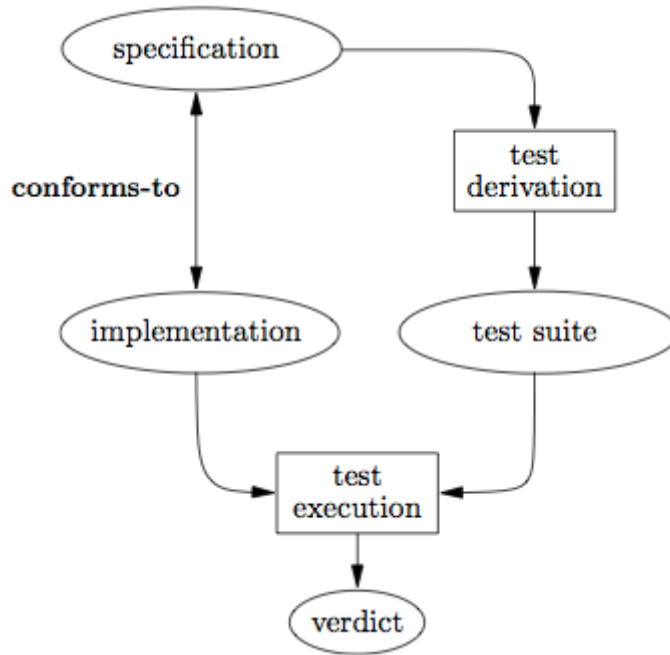 specification
test
derivation
conforms-to
implementation
test suite
test
execution
verdict